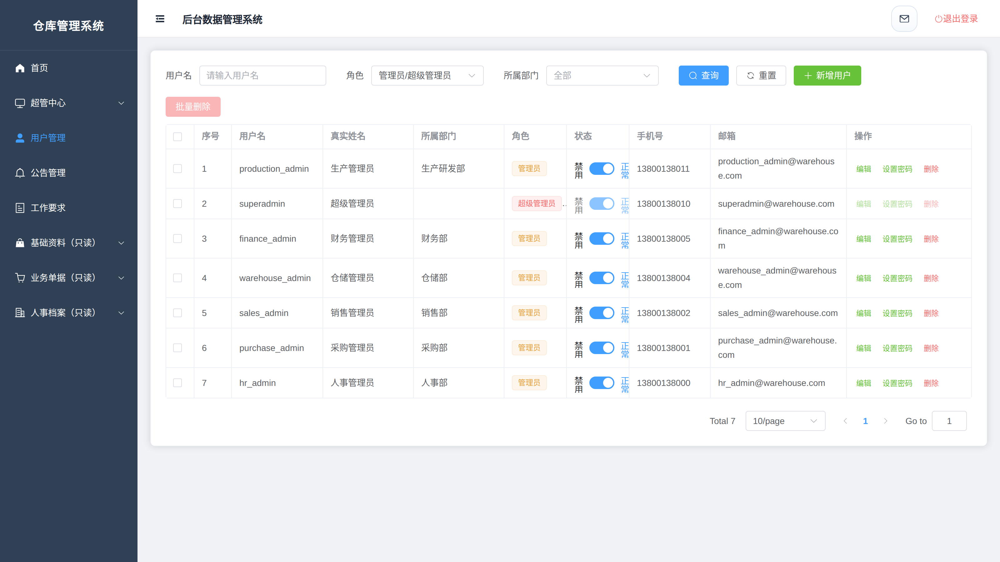 仓库管理系统
后台数据管理系统
退出登录
首页
超管中心
用户管理
公告管理
工作要求
基础资料（只读）
业务单据（只读）
人事档案（只读）
用户名 请输入用户名 角色 管理员/超级管理员 所属部门 全部 查询 重置 新增用户
批量删除
序号 用户名 真实姓名 所属部门 角色 状态 手机号 邮箱 操作
1 production_admin 生产管理员 生产研发部 管理员 禁用 正常 13800138011 production_admin@warehouse.com 编辑 设置密码 删除
2 superadmin 超级管理员 超级管理员 … 禁用 正常 13800138010 superadmin@warehouse.com 编辑 设置密码 删除
3 finance_admin 财务管理员 财务部 管理员 禁用 正常 13800138005 finance_admin@warehouse.com 编辑 设置密码 删除
4 warehouse_admin 仓储管理员 仓储部 管理员 禁用 正常 13800138004 warehouse_admin@warehouse.com 编辑 设置密码 删除
5 sales_admin 销售管理员 销售部 管理员 禁用 正常 13800138002 sales_admin@warehouse.com 编辑 设置密码 删除
6 purchase_admin 采购管理员 采购部 管理员 禁用 正常 13800138001 purchase_admin@warehouse.com 编辑 设置密码 删除
7 hr_admin 人事管理员 人事部 管理员 禁用 正常 13800138000 hr_admin@warehouse.com 编辑 设置密码 删除
Total 7 10/page 1 Go to 1